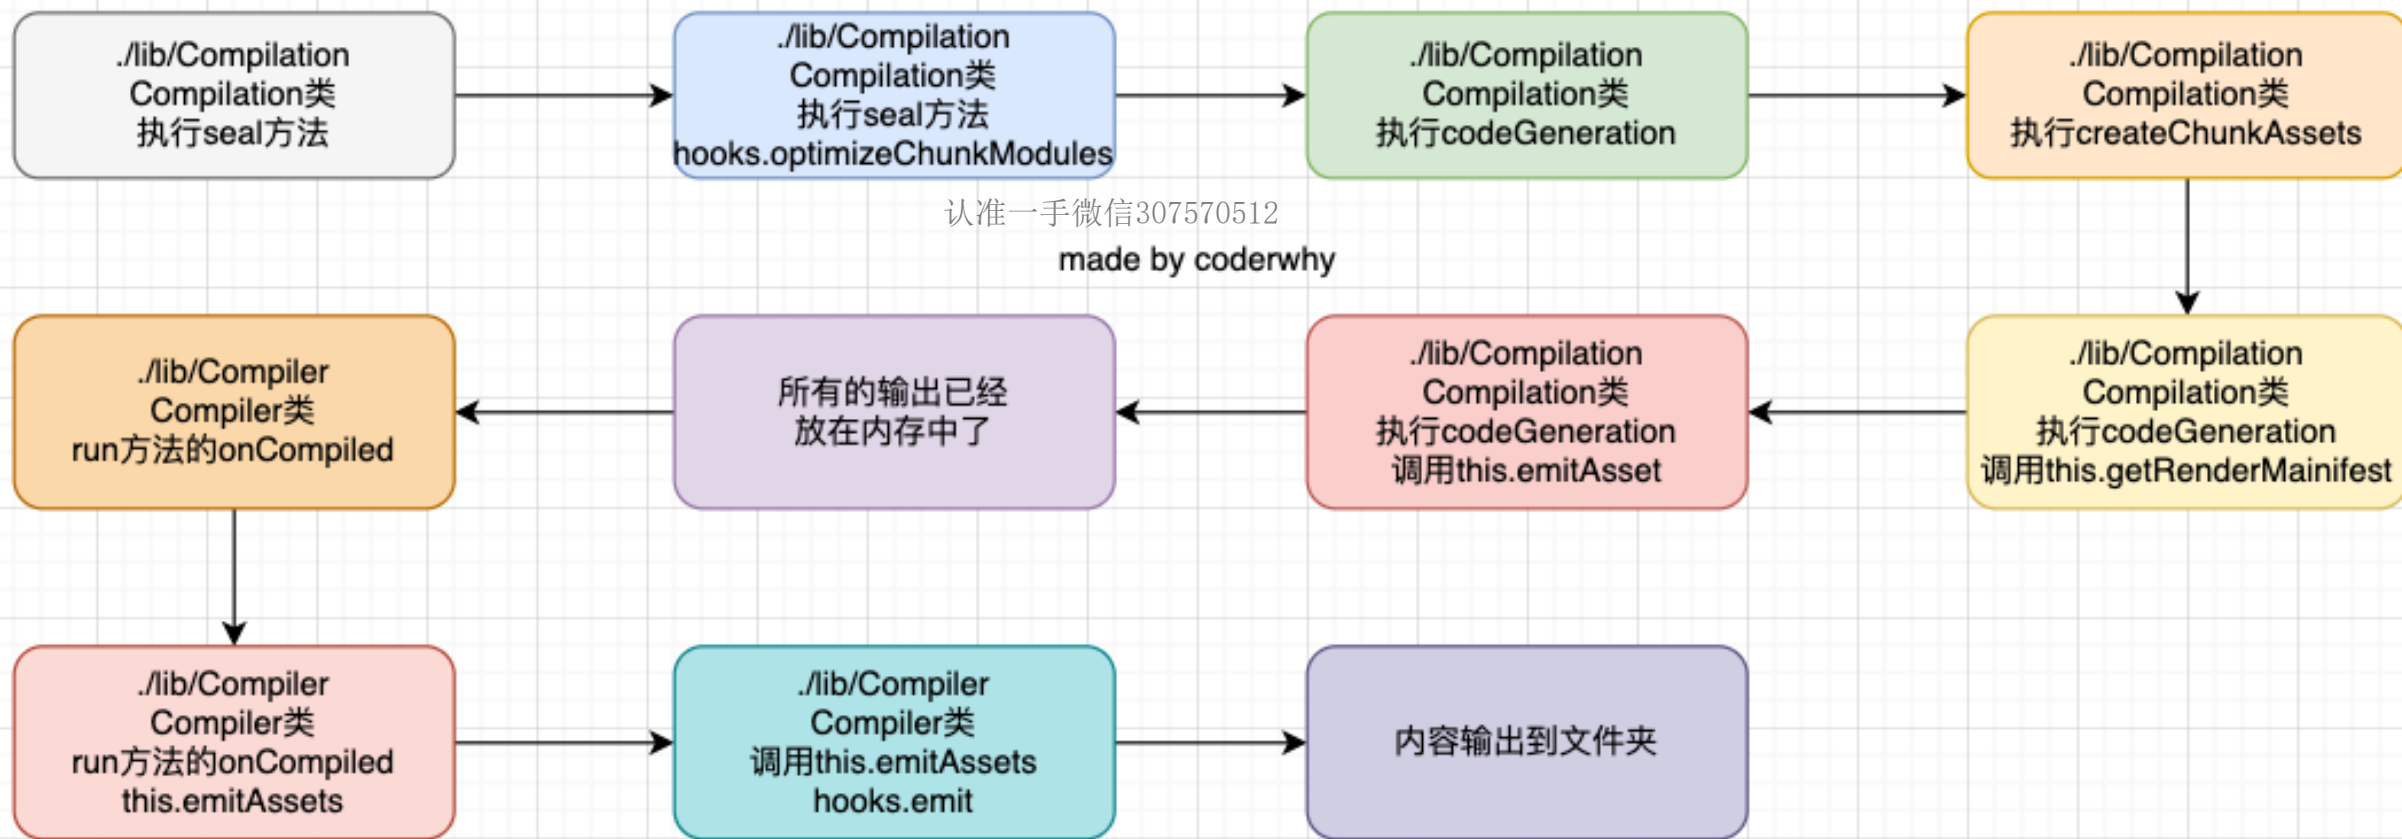 ./lib/Compilation
Compilation类
执行seal方法
./lib/Compilation
Compilation类
执行seal方法
hooks.optimizeChunkModules
./lib/Compilation
Compilation类
执行codeGeneration
./lib/Compilation
Compilation类
执行createChunkAssets
认准一手微信307570512
made by coderwhy
./lib/Compilation
Compilation类
执行codeGeneration
调用this.getRenderMainifest
./lib/Compilation
Compilation类
执行codeGeneration
调用this.emitAsset
所有的输出已经
放在内存中了
./lib/Compiler
Compiler类
run方法的onCompiled
./lib/Compiler
Compiler类
run方法的onCompiled
this.emitAssets
./lib/Compiler
Compiler类
调用this.emitAssets
hooks.emit
内容输出到文件夹